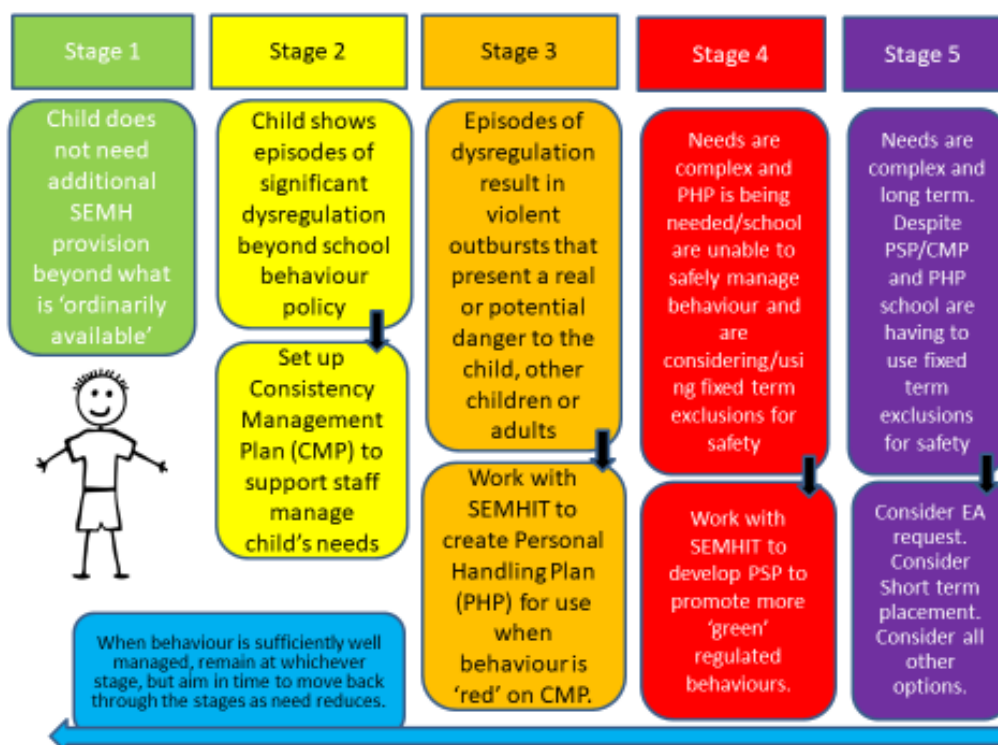 Stage 1
Child does
not need
additional
SEMH
provision
beyond what
is ‘ordinarily
available’
Stage 2
Child shows
episodes of
significant
dysregulation
beyond school
behaviour
policy
Set up
Consistency
Management
Plan (CMP) to
support staff
manage
child's needs
Stage 3
Episodes of
dysregulation
result in
violent
outbursts that
present a real
or potential
danger to the
child, other
children or
adults
Work with
SEMHIT to
create Personal
Handling Plan
(PHP) for use
when
behaviour is
‘red’ on CMP.
Stage 4
Needs are
complex and
PHP is being
needed/school
are unable to
safely manage
behaviour and
are
considering/usi
ng fixed term
exclusions for
safety
Work with
SEMHIT to
develop PSP to
promote more
‘green’
regulated
behaviours.
Stage 5
Needs are
complex and
long term.
Despite
PSP/CMP
and PHP
school are
having to
use fixed
term
exclusions
for safety
Consider EA
request.
Consider
Short term
placement.
Consider all
other
options.
When behaviour is sufficiently well
managed, remain at whichever
stage, but aim in time to move back
through the stages as need reduces.